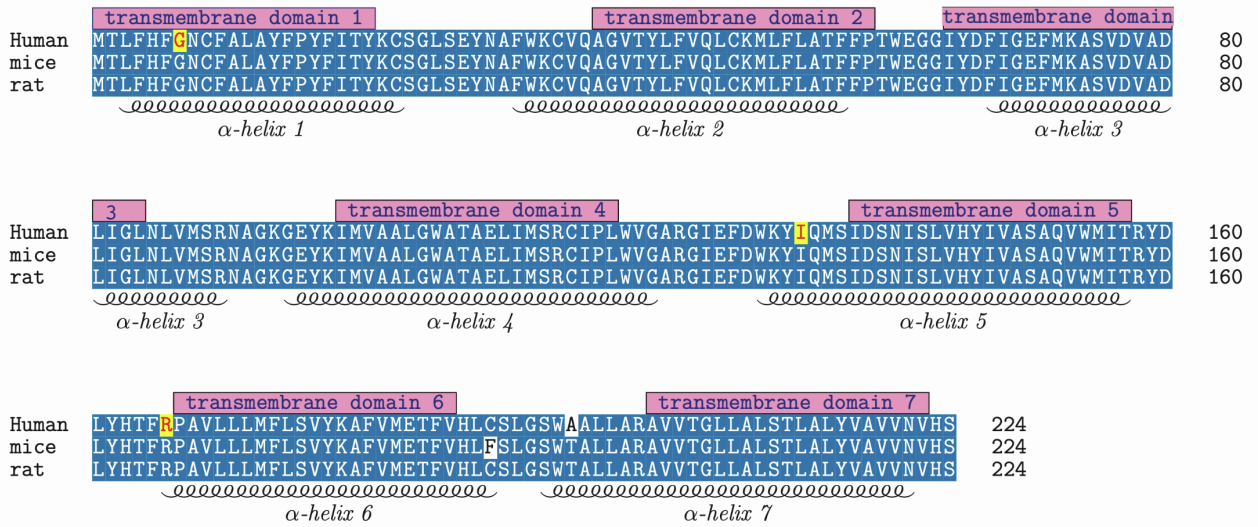 transmembrane domain 1 transmembrane domain 2 transmembrane domain
Human MTLFHFGNCFALAYFPYFITYKCSGLSEYNAFWKCVQAGVTYLFVQLCKMLFLATFFPTWEGGIYDFIGEFMKASVDVAD 80
mice MTLFHFGNCFALAYFPYFITYKCSGLSEYNAFWKCVQAGVTYLFVQLCKMLFLATFFPTWEGGIYDFIGEFMKASVDVAD 80
rat MTLFHFGNCFALAYFPYFITYKCSGLSEYNAFWKCVQAGVTYLFVQLCKMLFLATFFPTWEGGIYDFIGEFMKASVDVAD 80
α-helix 1 α-helix 2 α-helix 3
3 transmembrane domain 4 transmembrane domain 5
Human LIGLNLVMSRNAGKGEYKIMVAALGWATAELIMSRCIPLWVGARGIEFDWKYIQMSIDSNISLVHYIVASAQVWMITRYD 160
mice LIGLNLVMSRNAGKGEYKIMVAALGWATAELIMSRCIPLWVGARGIEFDWKYIQMSIDSNISLVHYIVASAQVWMITRYD 160
rat LIGLNLVMSRNAGKGEYKIMVAALGWATAELIMSRCIPLWVGARGIEFDWKYIQMSIDSNISLVHYIVASAQVWMITRYD 160
α-helix 3 α-helix 4 α-helix 5
transmembrane domain 6 transmembrane domain 7
Human LYHTFRPAVLLLMFLSVYKAFVMETFVHLCSLGSWAALLARAVVTGLLALSTLALYVAVVNVHS 224
mice LYHTFRPAVLLLMFLSVYKAFVMETFVHLFSLGSWTALLARAVVTGLLALSTLALYVAVVNVHS 224
rat LYHTFRPAVLLLMFLSVYKAFVMETFVHLCSLGSWTALLARAVVTGLLALSTLALYVAVVNVHS 224
α-helix 6 α-helix 7